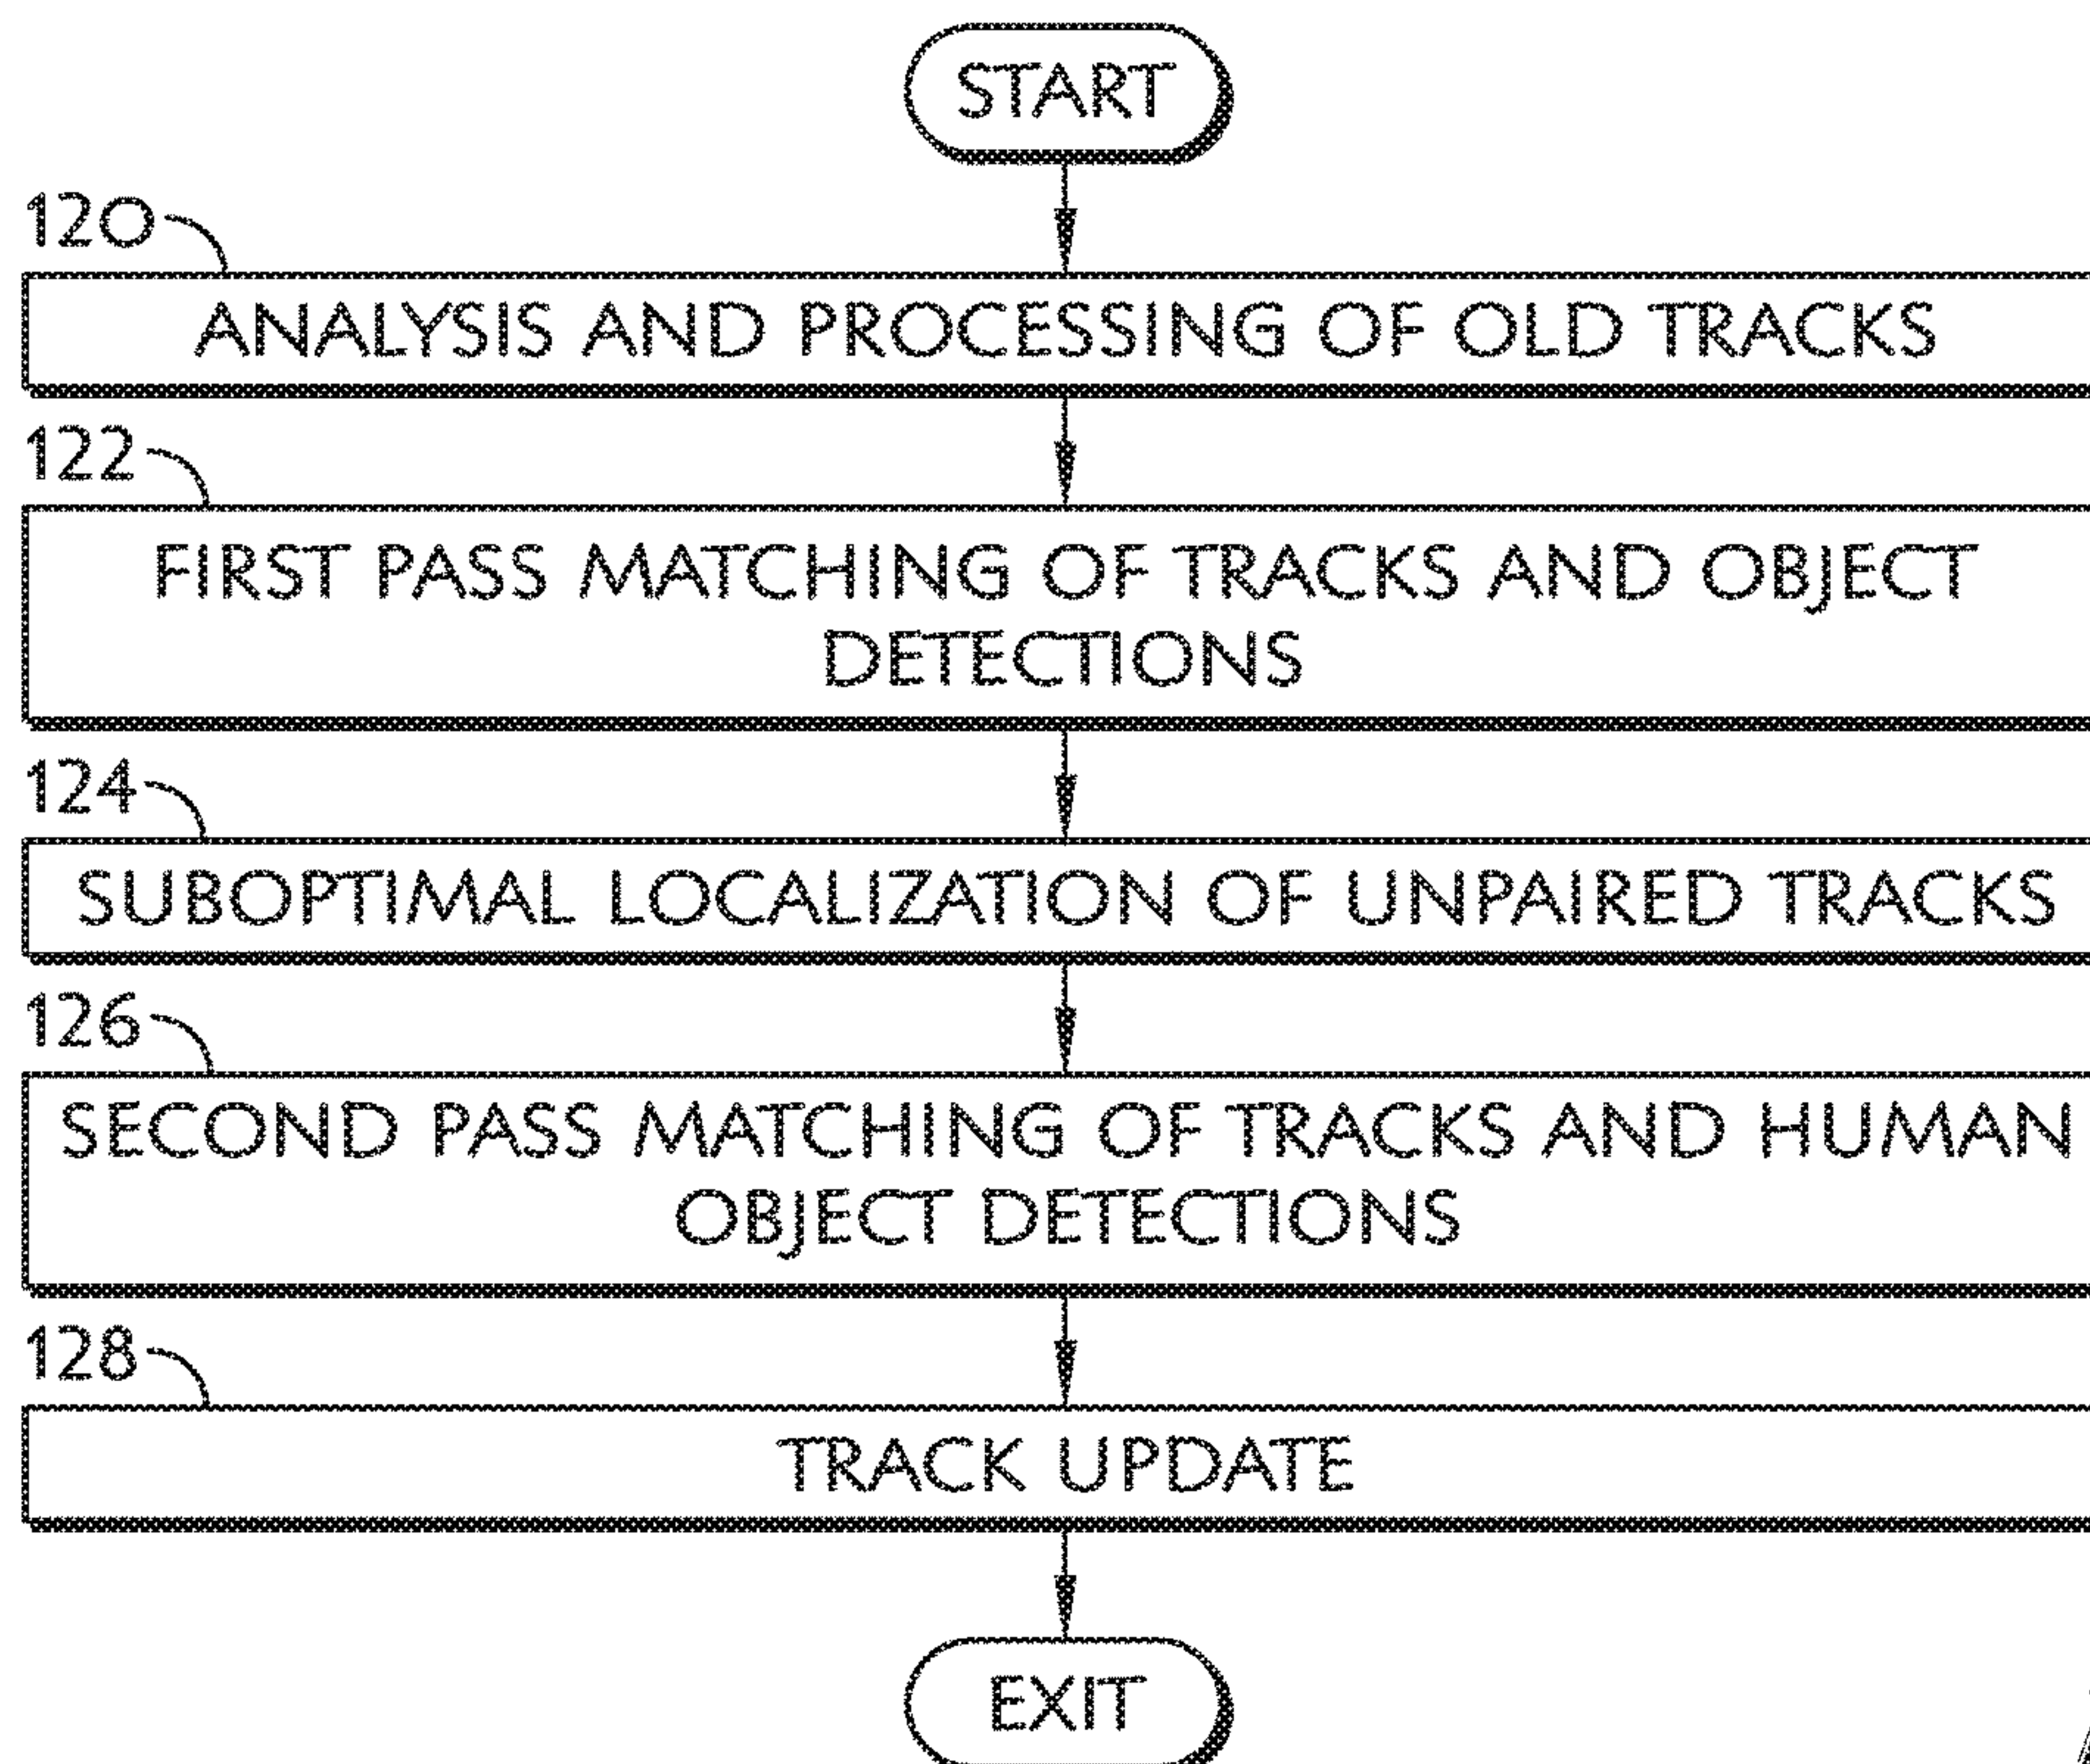 START
120
ANALYSIS AND PROCESSING OF OLD TRACKS
122
FIRST PASS MATCHING OF TRACKS AND OBJECT
DETECTIONS
124
SUBOPTIMAL LOCALIZATION OF UNPAIRED TRACKS
126
SECOND PASS MATCHING OF TRACKS AND HUMAN
OBJECT DETECTIONS
128
TRACK UPDATE
EXIT